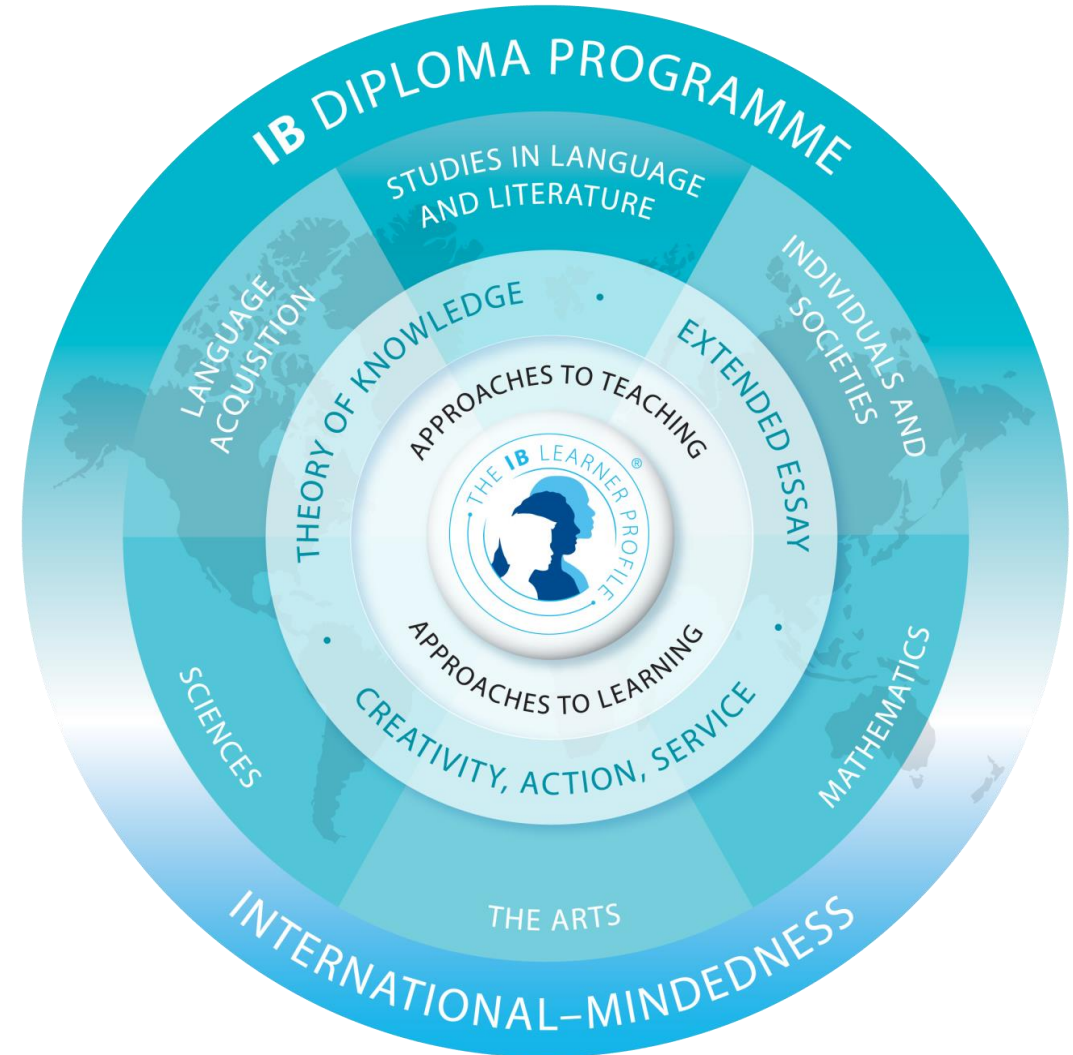 IB DIPLOMA PROGRAMME
STUDIES IN LANGUAGE
AND LITERATURE
LANGUAGE
ACQUISITION
INDIVIDUALS AND
SOCIETIES
THEORY OF KNOWLEDGE
·
EXTENDED ESSAY
·
APPROACHES TO TEACHING
THE IB LEARNER PROFILE
®
APPROACHES TO LEARNING
·
CREATIVITY, ACTION, SERVICE
SCIENCES
MATHEMATICS
THE ARTS
INTERNATIONAL–MINDEDNESS